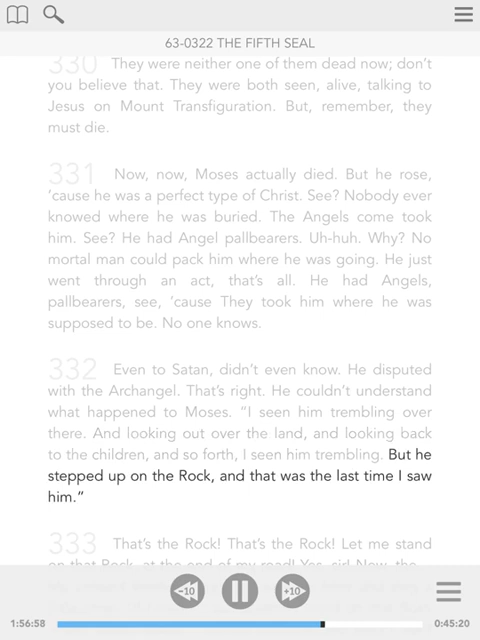 63-0322 THE FIFTH SEAL
330 They were neither one of them dead now; don't
you believe that. They were both seen, alive, talking to
Jesus on Mount Transfiguration. But, remember, they
must die.
331 Now, now, Moses actually died. But he rose,
'cause he was a perfect type of Christ. See? Nobody ever
knowed where he was buried. The Angels come took
him. See? He had Angel pallbearers. Uh-huh. Why? No
mortal man could pack him where he was going. He just
went through an act, that's all. He had Angels,
pallbearers, see, 'cause They took him where he was
supposed to be. No one knows.
332 Even to Satan, didn't even know. He disputed
with the Archangel. That's right. He couldn't understand
what happened to Moses. “I seen him trembling over
there. And looking out over the land, and looking back
to the children, and so forth, I seen him trembling. But he
stepped up on the Rock, and that was the last time I saw
him.”
333 That's the Rock! That's the Rock! Let me stand
on that Rock, at the end of my road! Yes, sir! Now, the
-10
+10
1:56:58
0:45:20